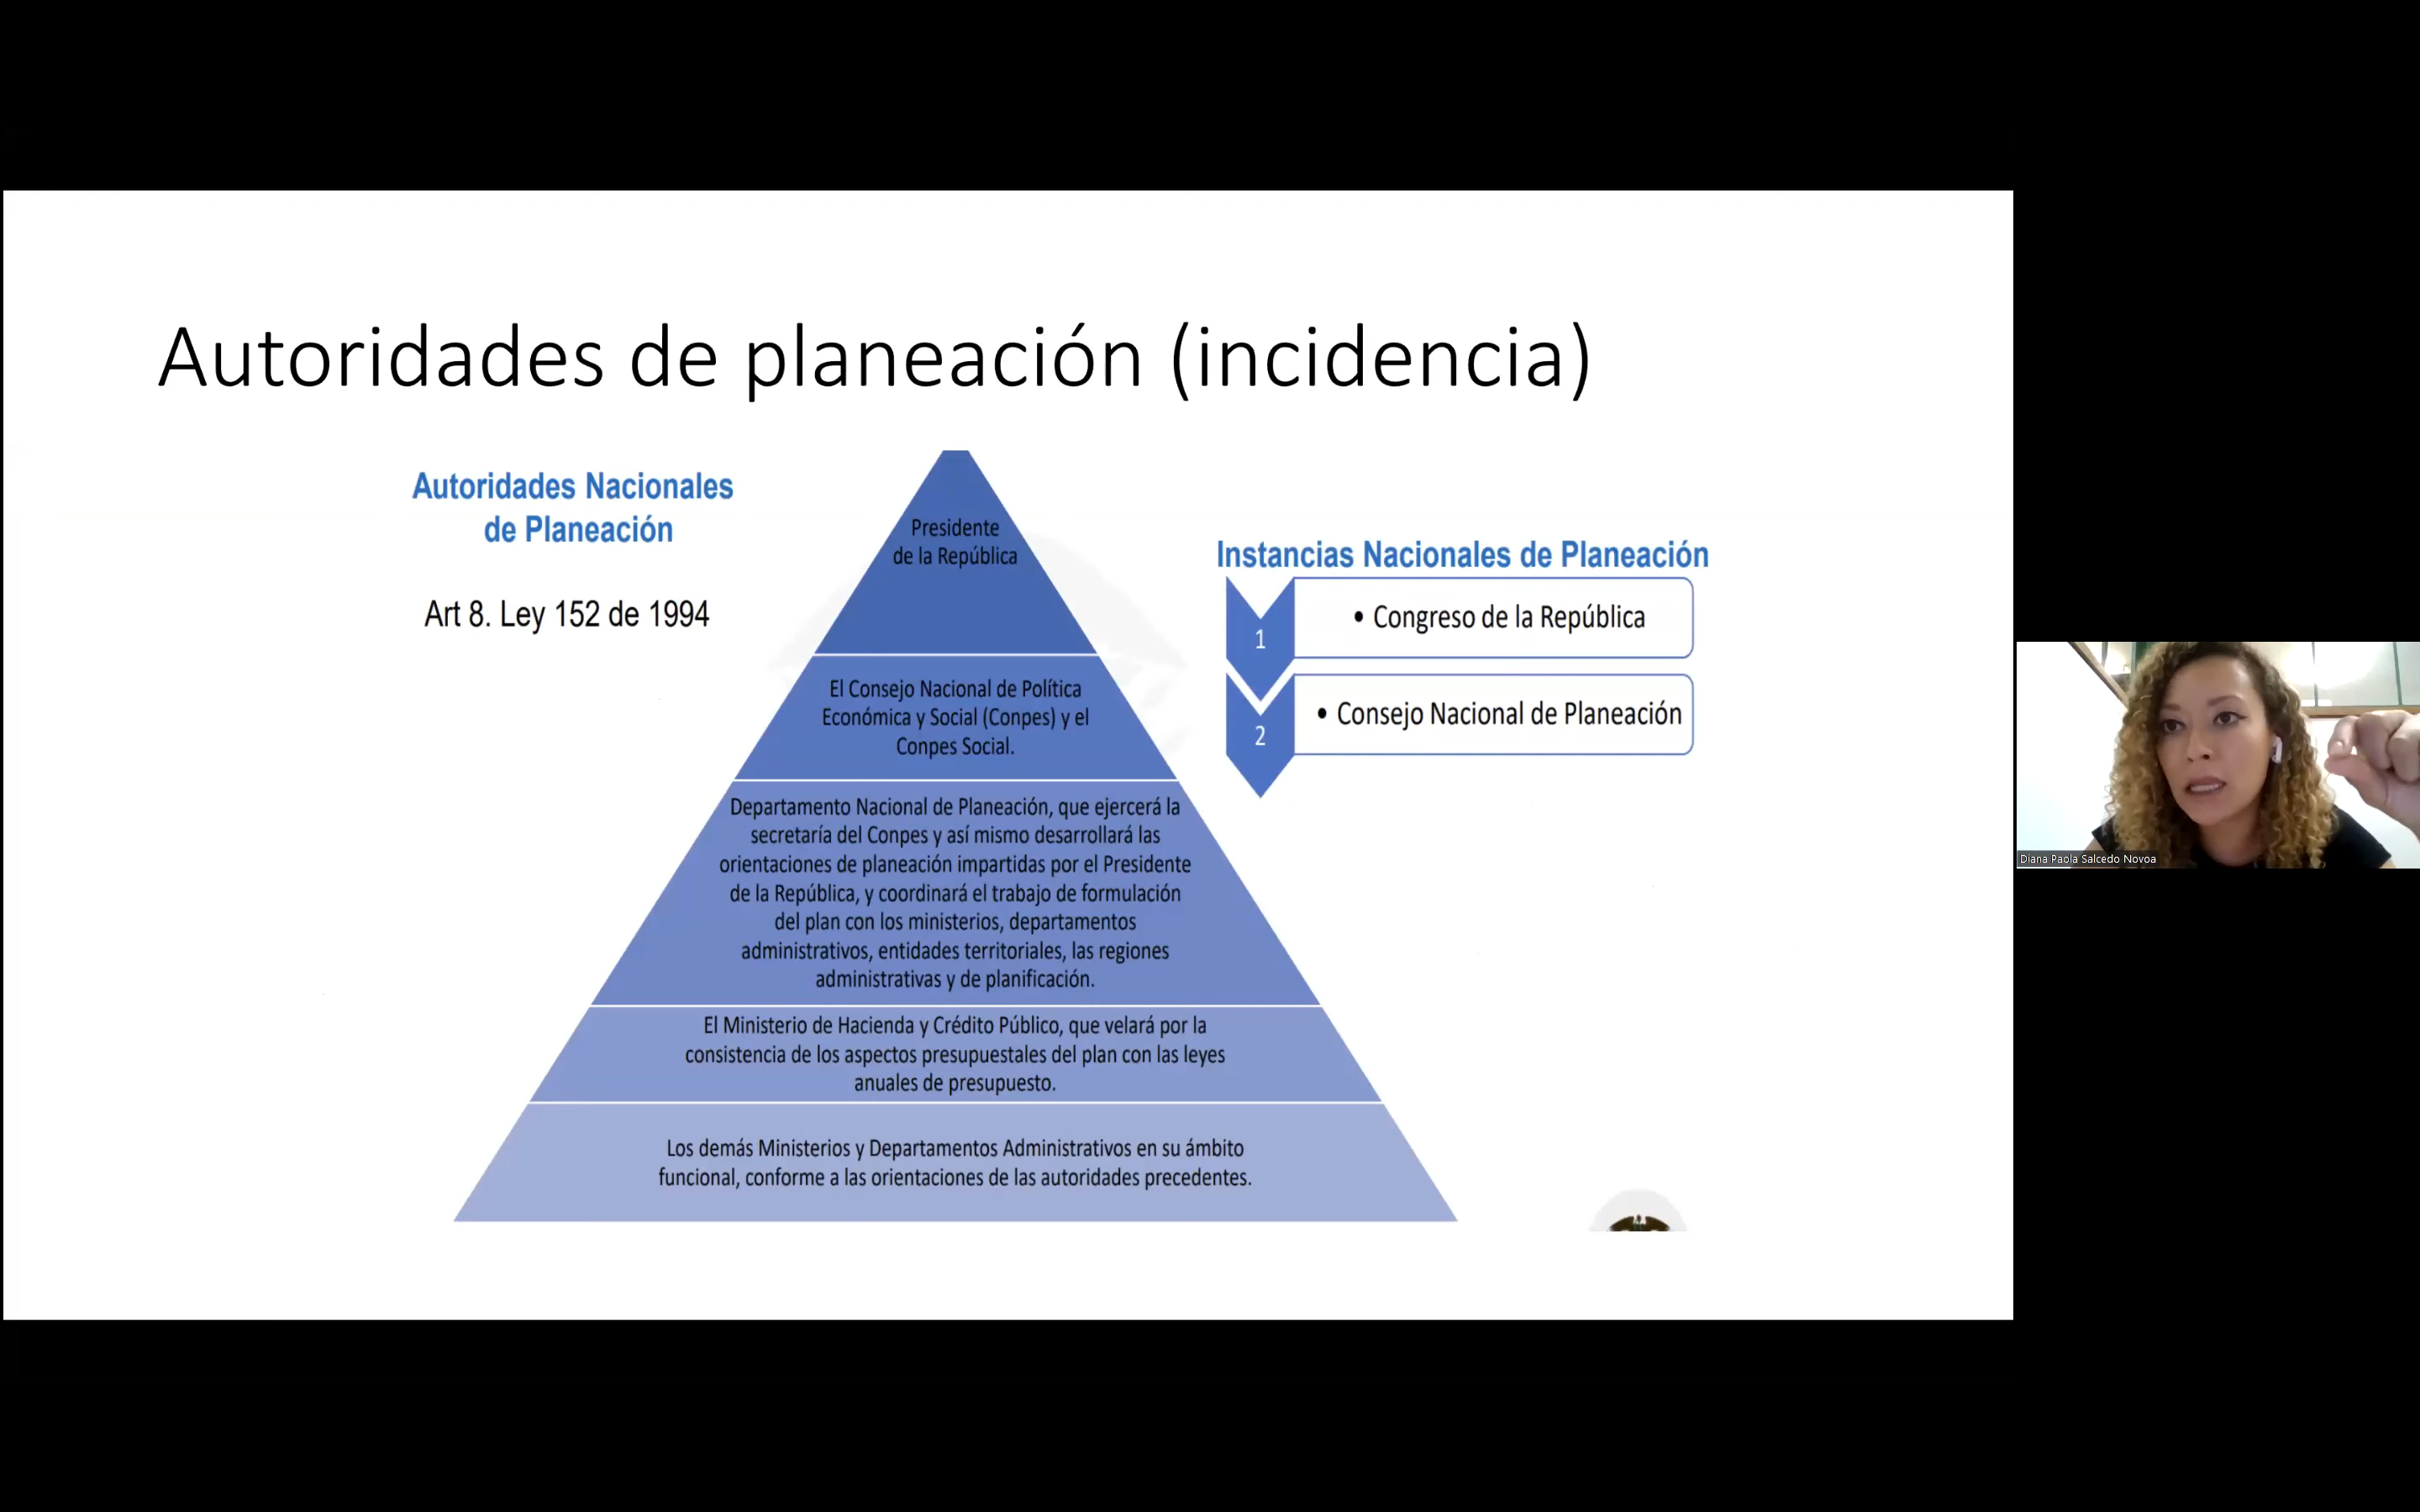 Autoridades de planeación (incidencia)
Autoridades Nacionales
de Planeación
Art 8. Ley 152 de 1994
Presidente
de la República
El Consejo Nacional de Política
Económica y Social (Conpes) y el
Conpes Social.
Departamento Nacional de Planeación, que ejercerá la
secretaría del Conpes y así mismo desarrollará las
orientaciones de planeación impartidas por el Presidente
de la República, y coordinará el trabajo de formulación
del plan con los ministerios, departamentos
administrativos, entidades territoriales, las regiones
administrativas y de planificación.
El Ministerio de Hacienda y Crédito Público, que velará por la
consistencia de los aspectos presupuestales del plan con las leyes
anuales de presupuesto.
Los demás Ministerios y Departamentos Administrativos en su ámbito
funcional, conforme a las orientaciones de las autoridades precedentes.
Instancias Nacionales de Planeación
1
• Congreso de la República
2
• Consejo Nacional de Planeación
Diana Paola Salcedo Novoa